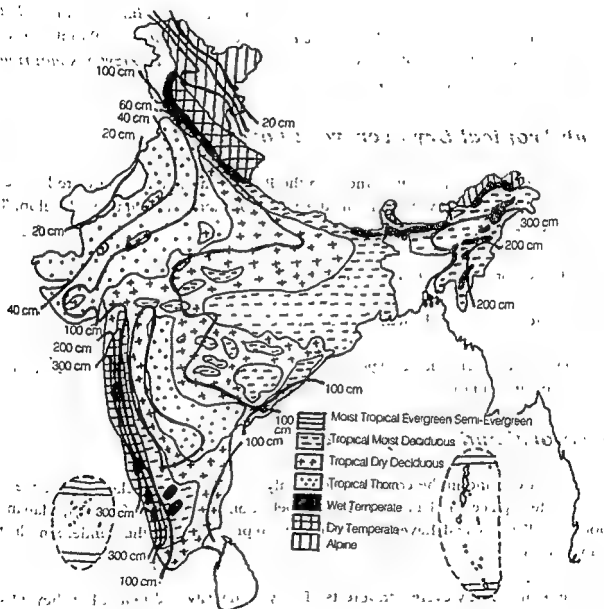 100 cm
60 cm
40 cm
20 cm
20 cm
20 cm
300 cm
200 cm
200 cm
40 cm
100 cm
200 cm
300 cm
100 cm
100 cm
100 cm
Moist Tropical Evergreen Semi-Evergreen
Tropical Moist Deciduous
Tropical Dry Deciduous
Tropical Thorn
Wet Temperate
Dry Temperate
Alpine
300 cm
300 cm
100 cm